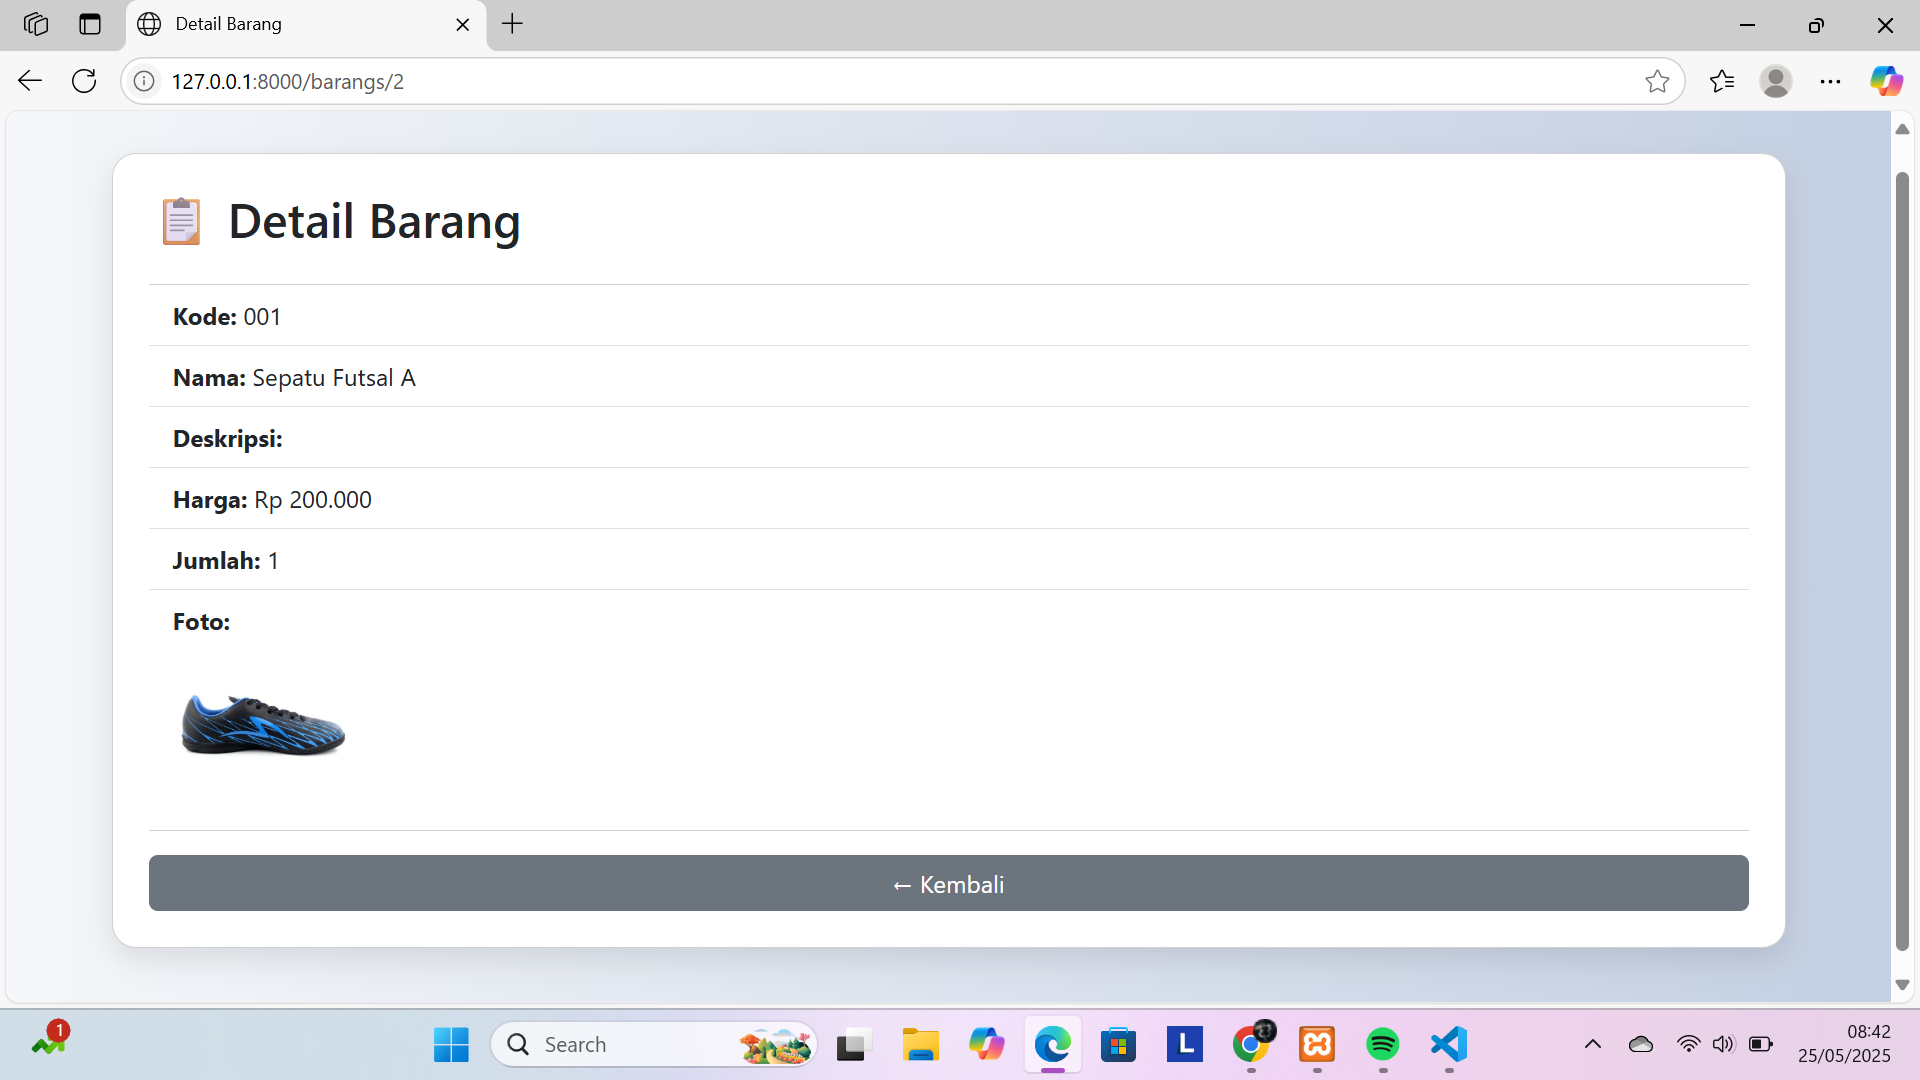 Detail Barang
127.0.0.1:8000/barangs/2
📋 Detail Barang
Kode: 001
Nama: Sepatu Futsal A
Deskripsi:
Harga: Rp 200.000
Jumlah: 1
Foto:
← Kembali
1
Search
L
08:42
25/05/2025